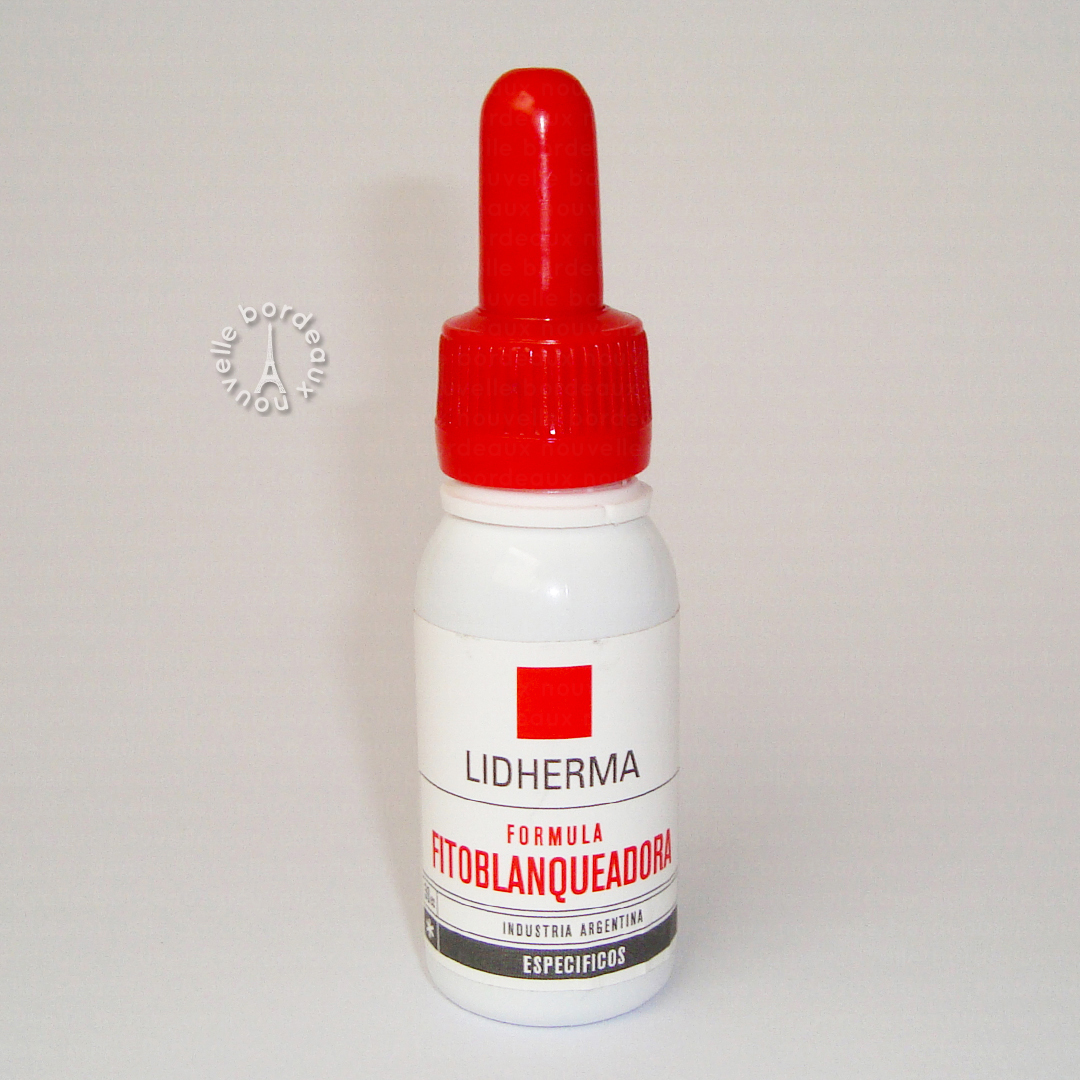 nouvelle bordeaux
LIDHERMA
FORMULA
FITOBLANQUEADORA
INDUSTRIA ARGENTINA
ESPECIFICOS